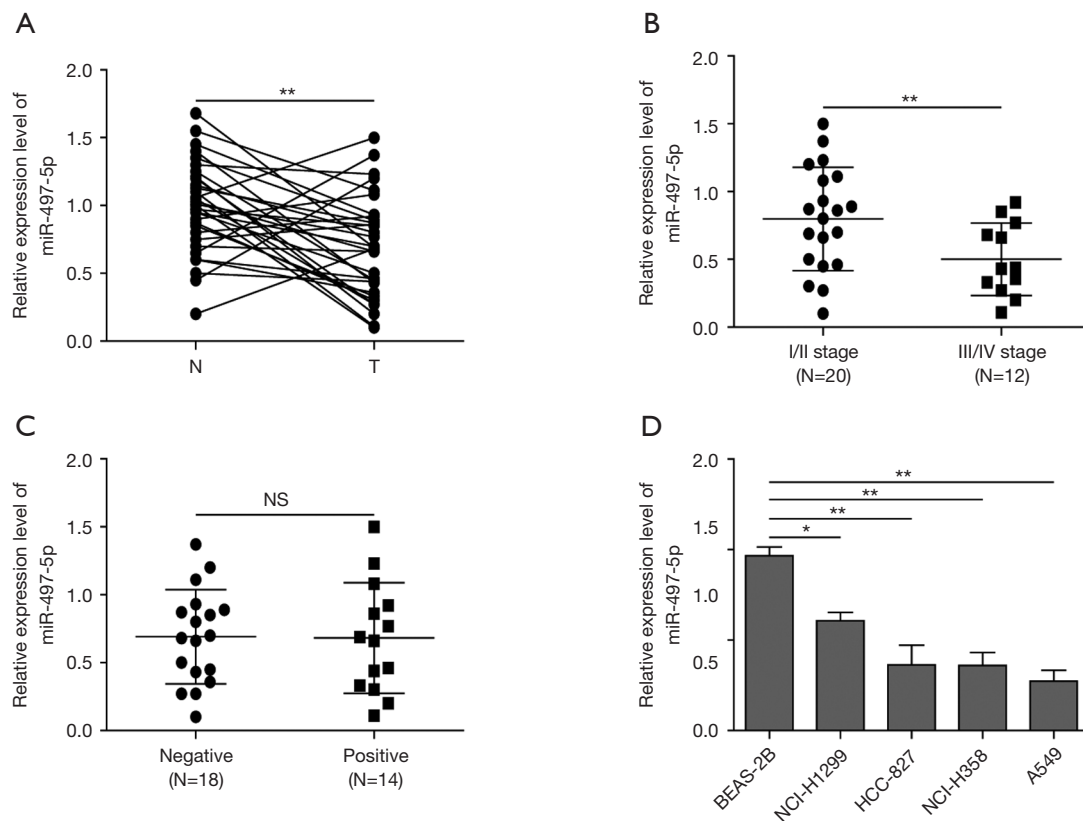 A
Relative expression level of
miR-497-5p
2.0
1.5
1.0
0.5
0.0
**
N
T
B
Relative expression level of
miR-497-5p
2.0
1.5
1.0
0.5
0.0
**
I/II stage
(N=20)
III/IV stage
(N=12)
C
Relative expression level of
miR-497-5p
2.0
1.5
1.0
0.5
0.0
NS
Negative
(N=18)
Positive
(N=14)
D
Relative expression level of
miR-497-5p
2.0
1.5
1.0
0.5
0.0
**
**
**
*
BEAS-2B
NCI-H1299
HCC-827
NCI-H358
A549